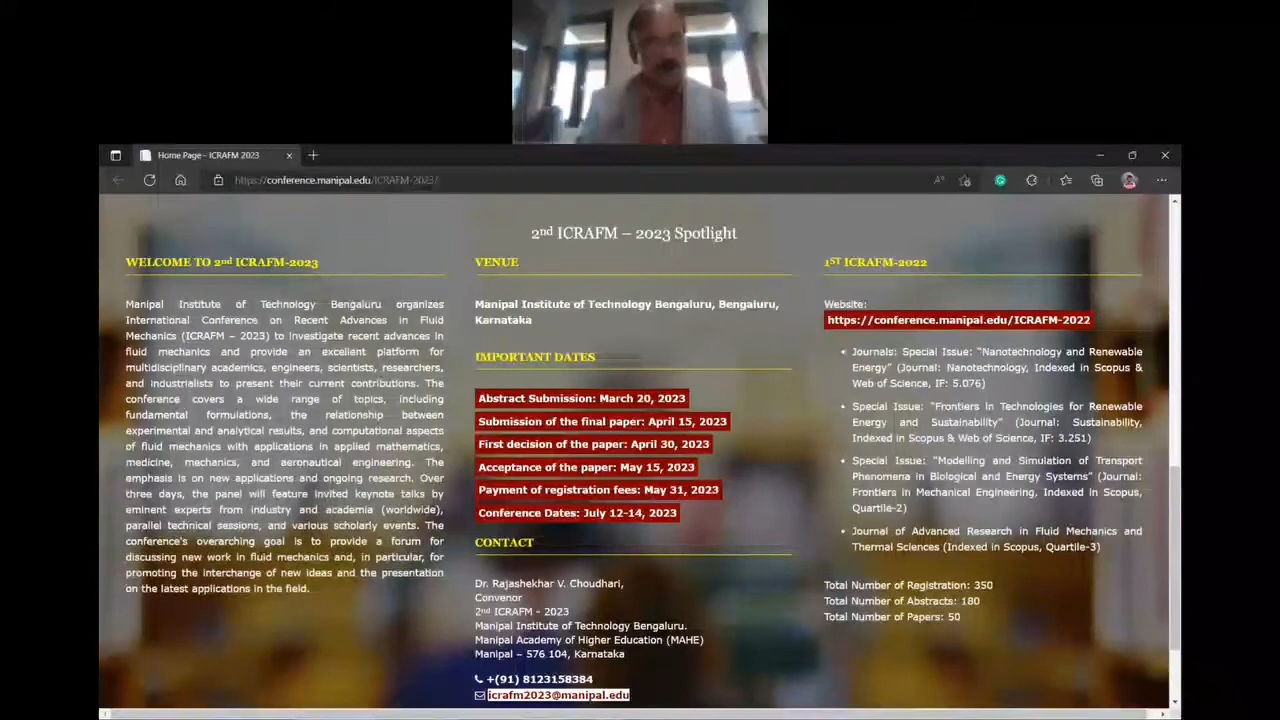 Home Page - ICRAFM 2023
https://conference.manipal.edu/ICRAFM-2023/
2nd ICRAFM – 2023 Spotlight
WELCOME TO 2nd ICRAFM-2023
Manipal Institute of Technology Bengaluru organizes
International Conference on Recent Advances in Fluid
Mechanics (ICRAFM – 2023) to investigate recent advances in
fluid mechanics and provide an excellent platform for
multidisciplinary academics, engineers, scientists, researchers,
and industrialists to present their current contributions. The
conference covers a wide range of topics, including
fundamental formulations, the relationship between
experimental and analytical results, and computational aspects
of fluid mechanics with applications in applied mathematics,
medicine, mechanics, and aeronautical engineering. The
emphasis is on new applications and ongoing research. Over
three days, the panel will feature invited keynote talks by
eminent experts from industry and academia (worldwide),
parallel technical sessions, and various scholarly events. The
conference's overarching goal is to provide a forum for
discussing new work in fluid mechanics and, in particular, for
promoting the interchange of new ideas and the presentation
on the latest applications in the field.
VENUE
Manipal Institute of Technology Bengaluru, Bengaluru,
Karnataka
IMPORTANT DATES
Abstract Submission: March 20, 2023
Submission of the final paper: April 15, 2023
First decision of the paper: April 30, 2023
Acceptance of the paper: May 15, 2023
Payment of registration fees: May 31, 2023
Conference Dates: July 12-14, 2023
CONTACT
Dr. Rajashekhar V. Choudhari,
Convenor
2nd ICRAFM - 2023
Manipal Institute of Technology Bengaluru.
Manipal Academy of Higher Education (MAHE)
Manipal – 576 104, Karnataka
+(91) 8123158384
icrafm2023@manipal.edu
1ST ICRAFM-2022
Website:
https://conference.manipal.edu/ICRAFM-2022
• Journals: Special Issue: "Nanotechnology and Renewable
Energy" (Journal: Nanotechnology, Indexed in Scopus &
Web of Science, IF: 5.076)
• Special Issue: "Frontiers in Technologies for Renewable
Energy and Sustainability" (Journal: Sustainability,
Indexed in Scopus & Web of Science, IF: 3.251)
• Special Issue: "Modelling and Simulation of Transport
Phenomena in Biological and Energy Systems" (Journal:
Frontiers in Mechanical Engineering, Indexed in Scopus,
Quartile-2)
• Journal of Advanced Research in Fluid Mechanics and
Thermal Sciences (Indexed in Scopus, Quartile-3)
Total Number of Registration: 350
Total Number of Abstracts: 180
Total Number of Papers: 50